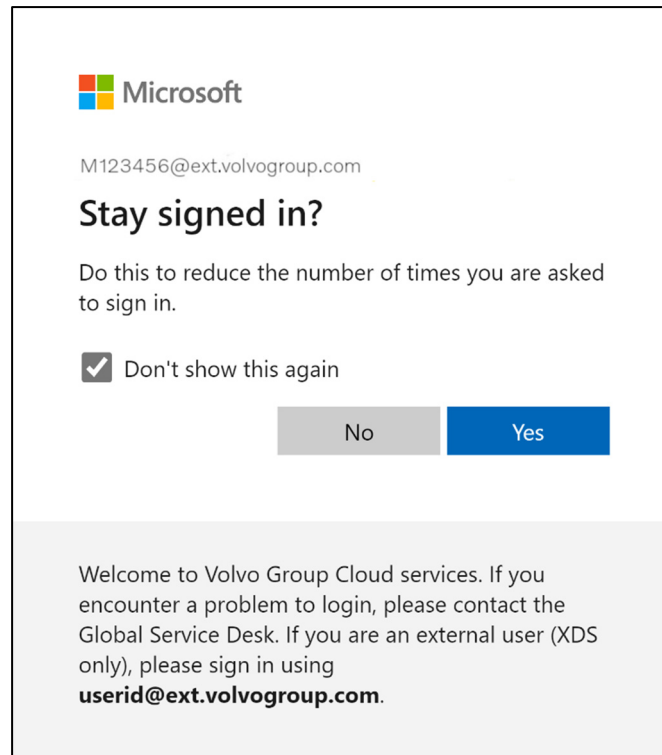 Microsoft
M123456@ext.volvogroup.com
Stay signed in?
Do this to reduce the number of times you are asked
to sign in.
Don't show this again
No
Yes
Welcome to Volvo Group Cloud services. If you
encounter a problem to login, please contact the
Global Service Desk. If you are an external user (XDS
only), please sign in using
userid@ext.volvogroup.com.